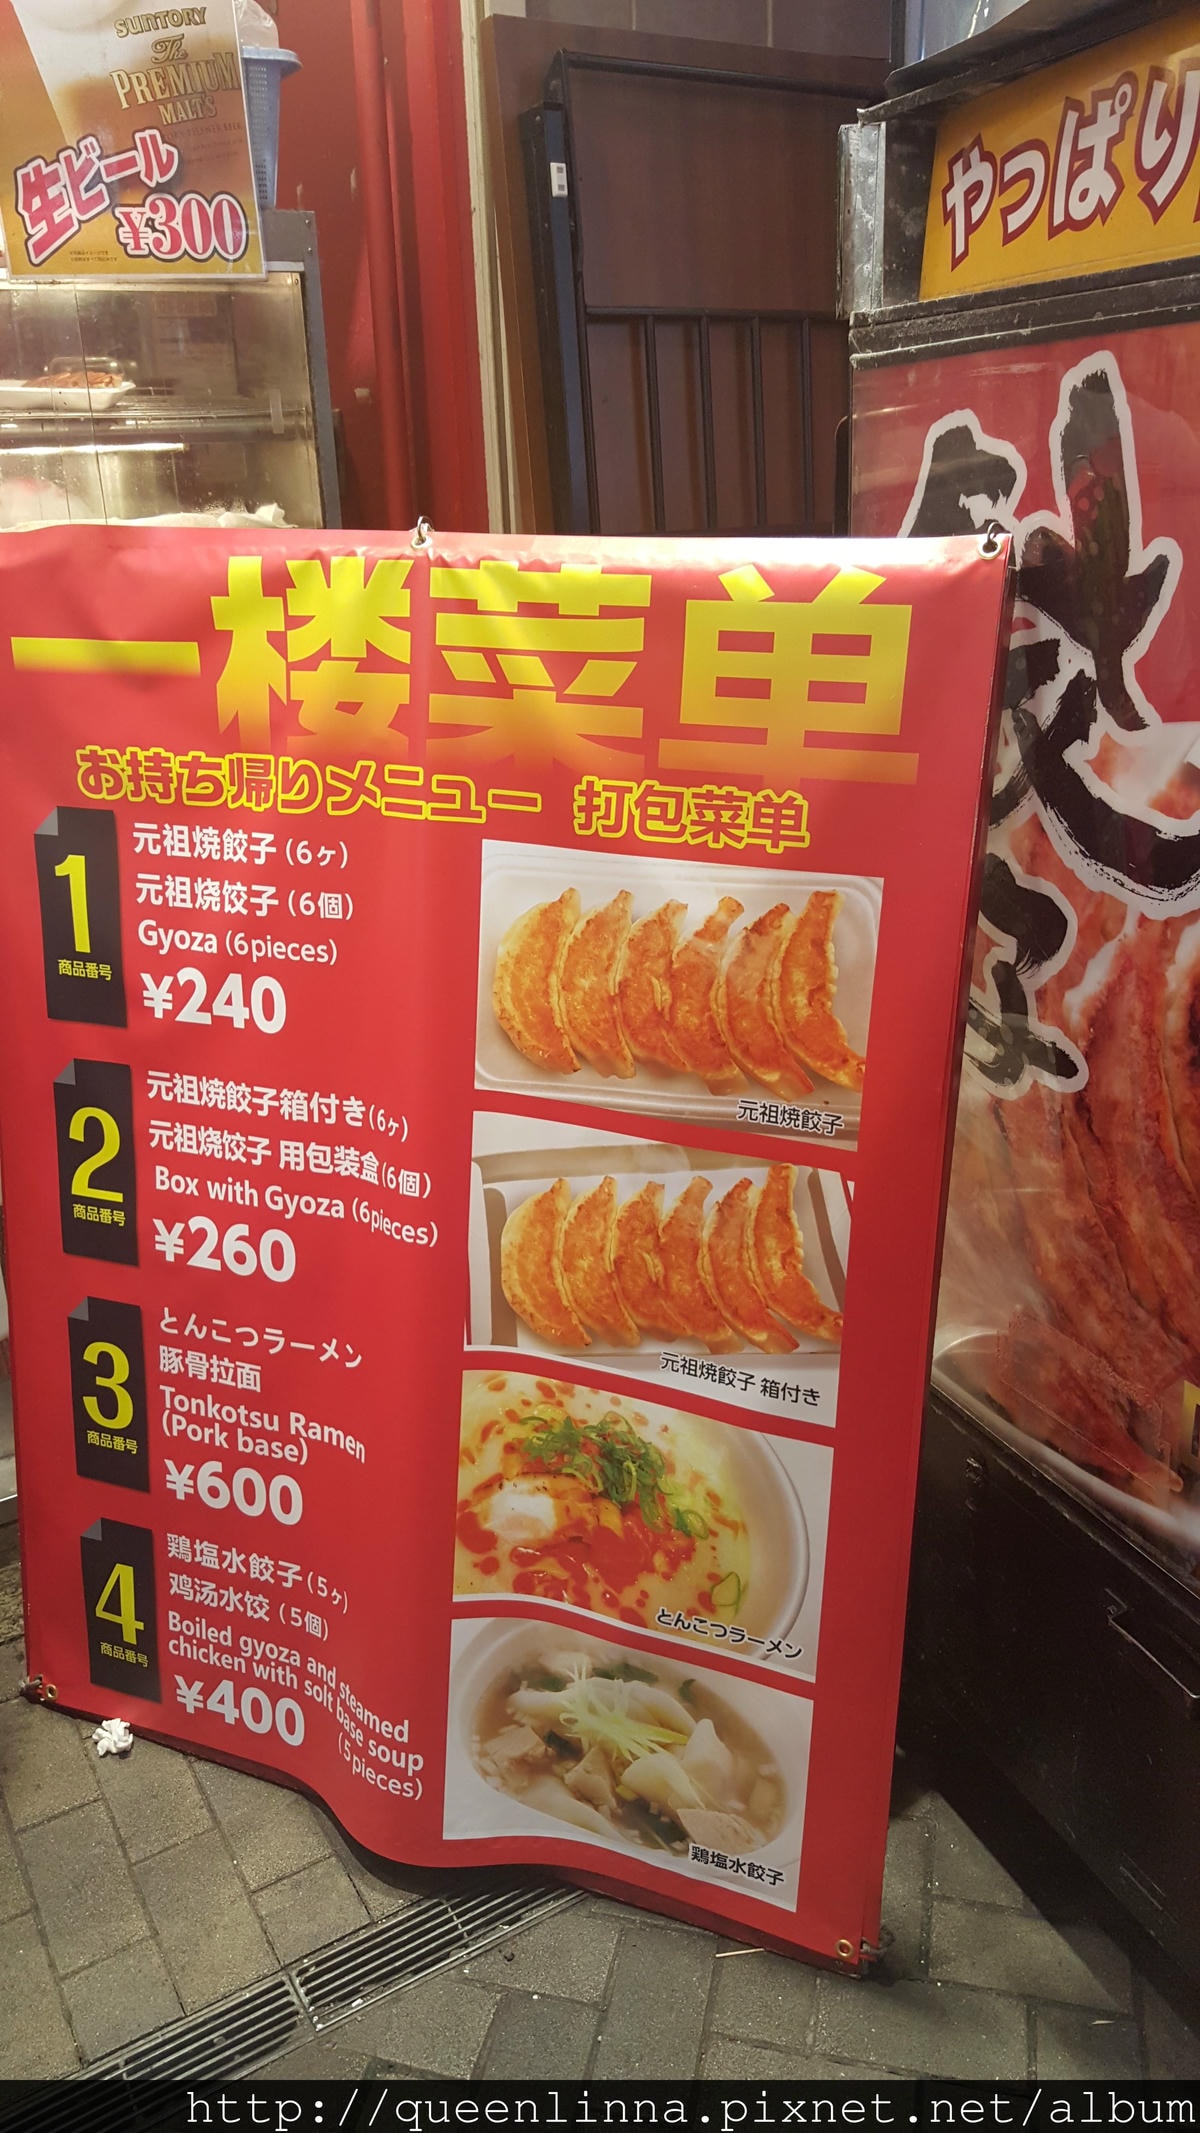 SUNTORY
The
PREMIUM
MALT'S
生ビール
¥300
やっぱり
餃子
一楼菜单
お持ち帰りメニュー 打包菜单
1
商品番号
元祖焼餃子(6ヶ)
元祖烧饺子(6個)
Gyoza (6pieces)
¥240
元祖焼餃子
2
商品番号
元祖焼餃子箱付き(6ヶ)
元祖烧饺子 用包装盒(6個)
Box with Gyoza (6pieces)
¥260
元祖焼餃子 箱付き
3
商品番号
とんこつラーメン
豚骨拉面
Tonkotsu Ramen
(Pork base)
¥600
とんこつラーメン
4
商品番号
鶏塩水餃子(5ヶ)
鸡汤水饺(5個)
Boiled gyoza and steamed
chicken with solt base soup
(5pieces)
¥400
鶏塩水餃子
http://queenlinna.pixnet.net/album